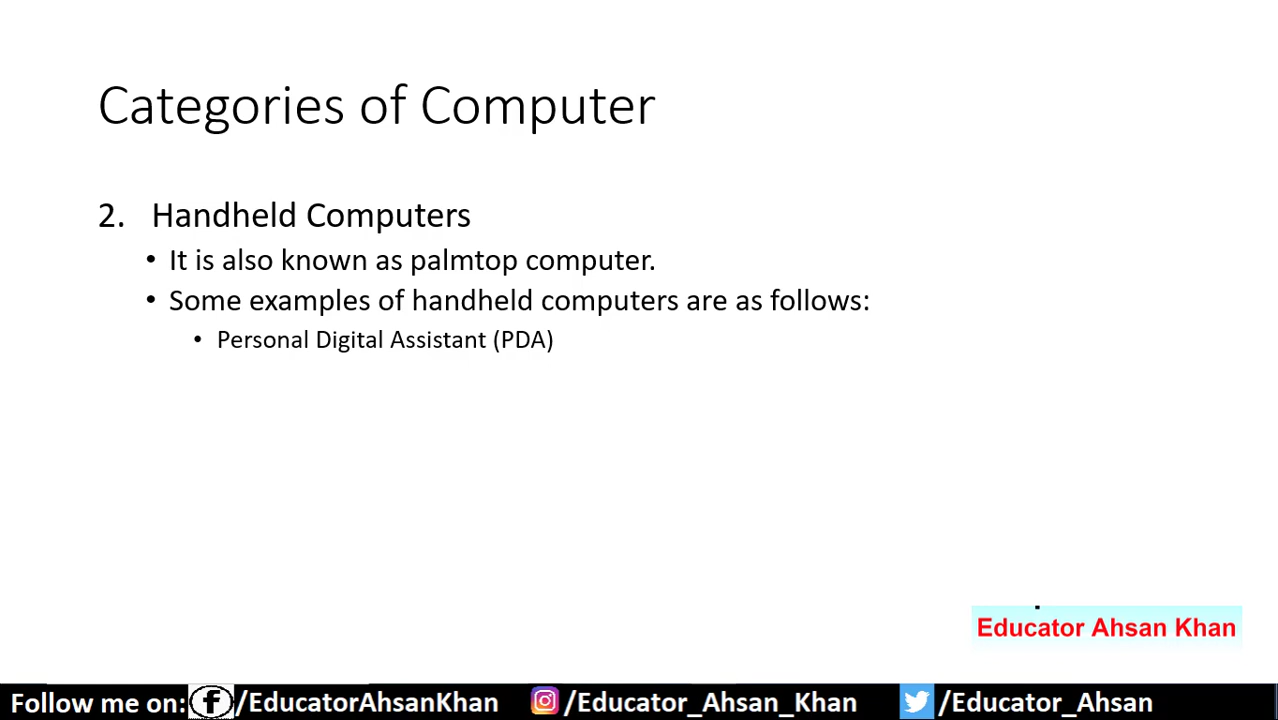 Categories of Computer
2. Handheld Computers
• It is also known as palmtop computer.
• Some examples of handheld computers are as follows:
• Personal Digital Assistant (PDA)
Educator Ahsan Khan
Follow me on: /EducatorAhsanKhan /Educator_Ahsan_Khan /Educator_Ahsan